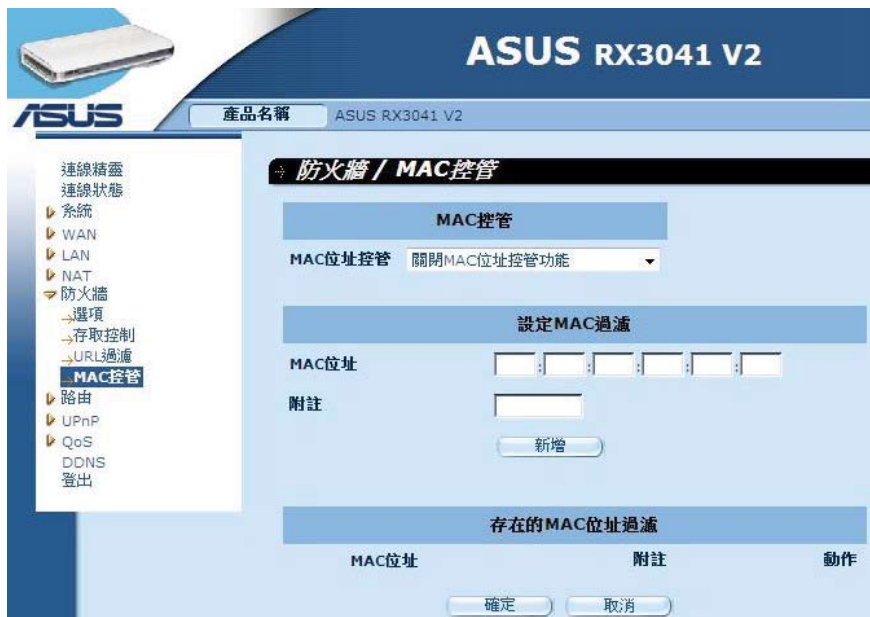 ASUS RX3041 V2
ASUS
產品名稱 ASUS RX3041 V2
連線精靈
連線狀態
系統
WAN
LAN
NAT
防火牆
選項
存取控制
URL過濾
MAC控管
路由
UPnP
QoS
DDNS
登出
防火牆 / MAC控管
MAC控管
MAC位址控管 關閉MAC位址控管功能
設定MAC過濾
MAC位址 : : : : :
附註
新增
存在的MAC位址過濾
MAC位址 附註 動作
確定 取消